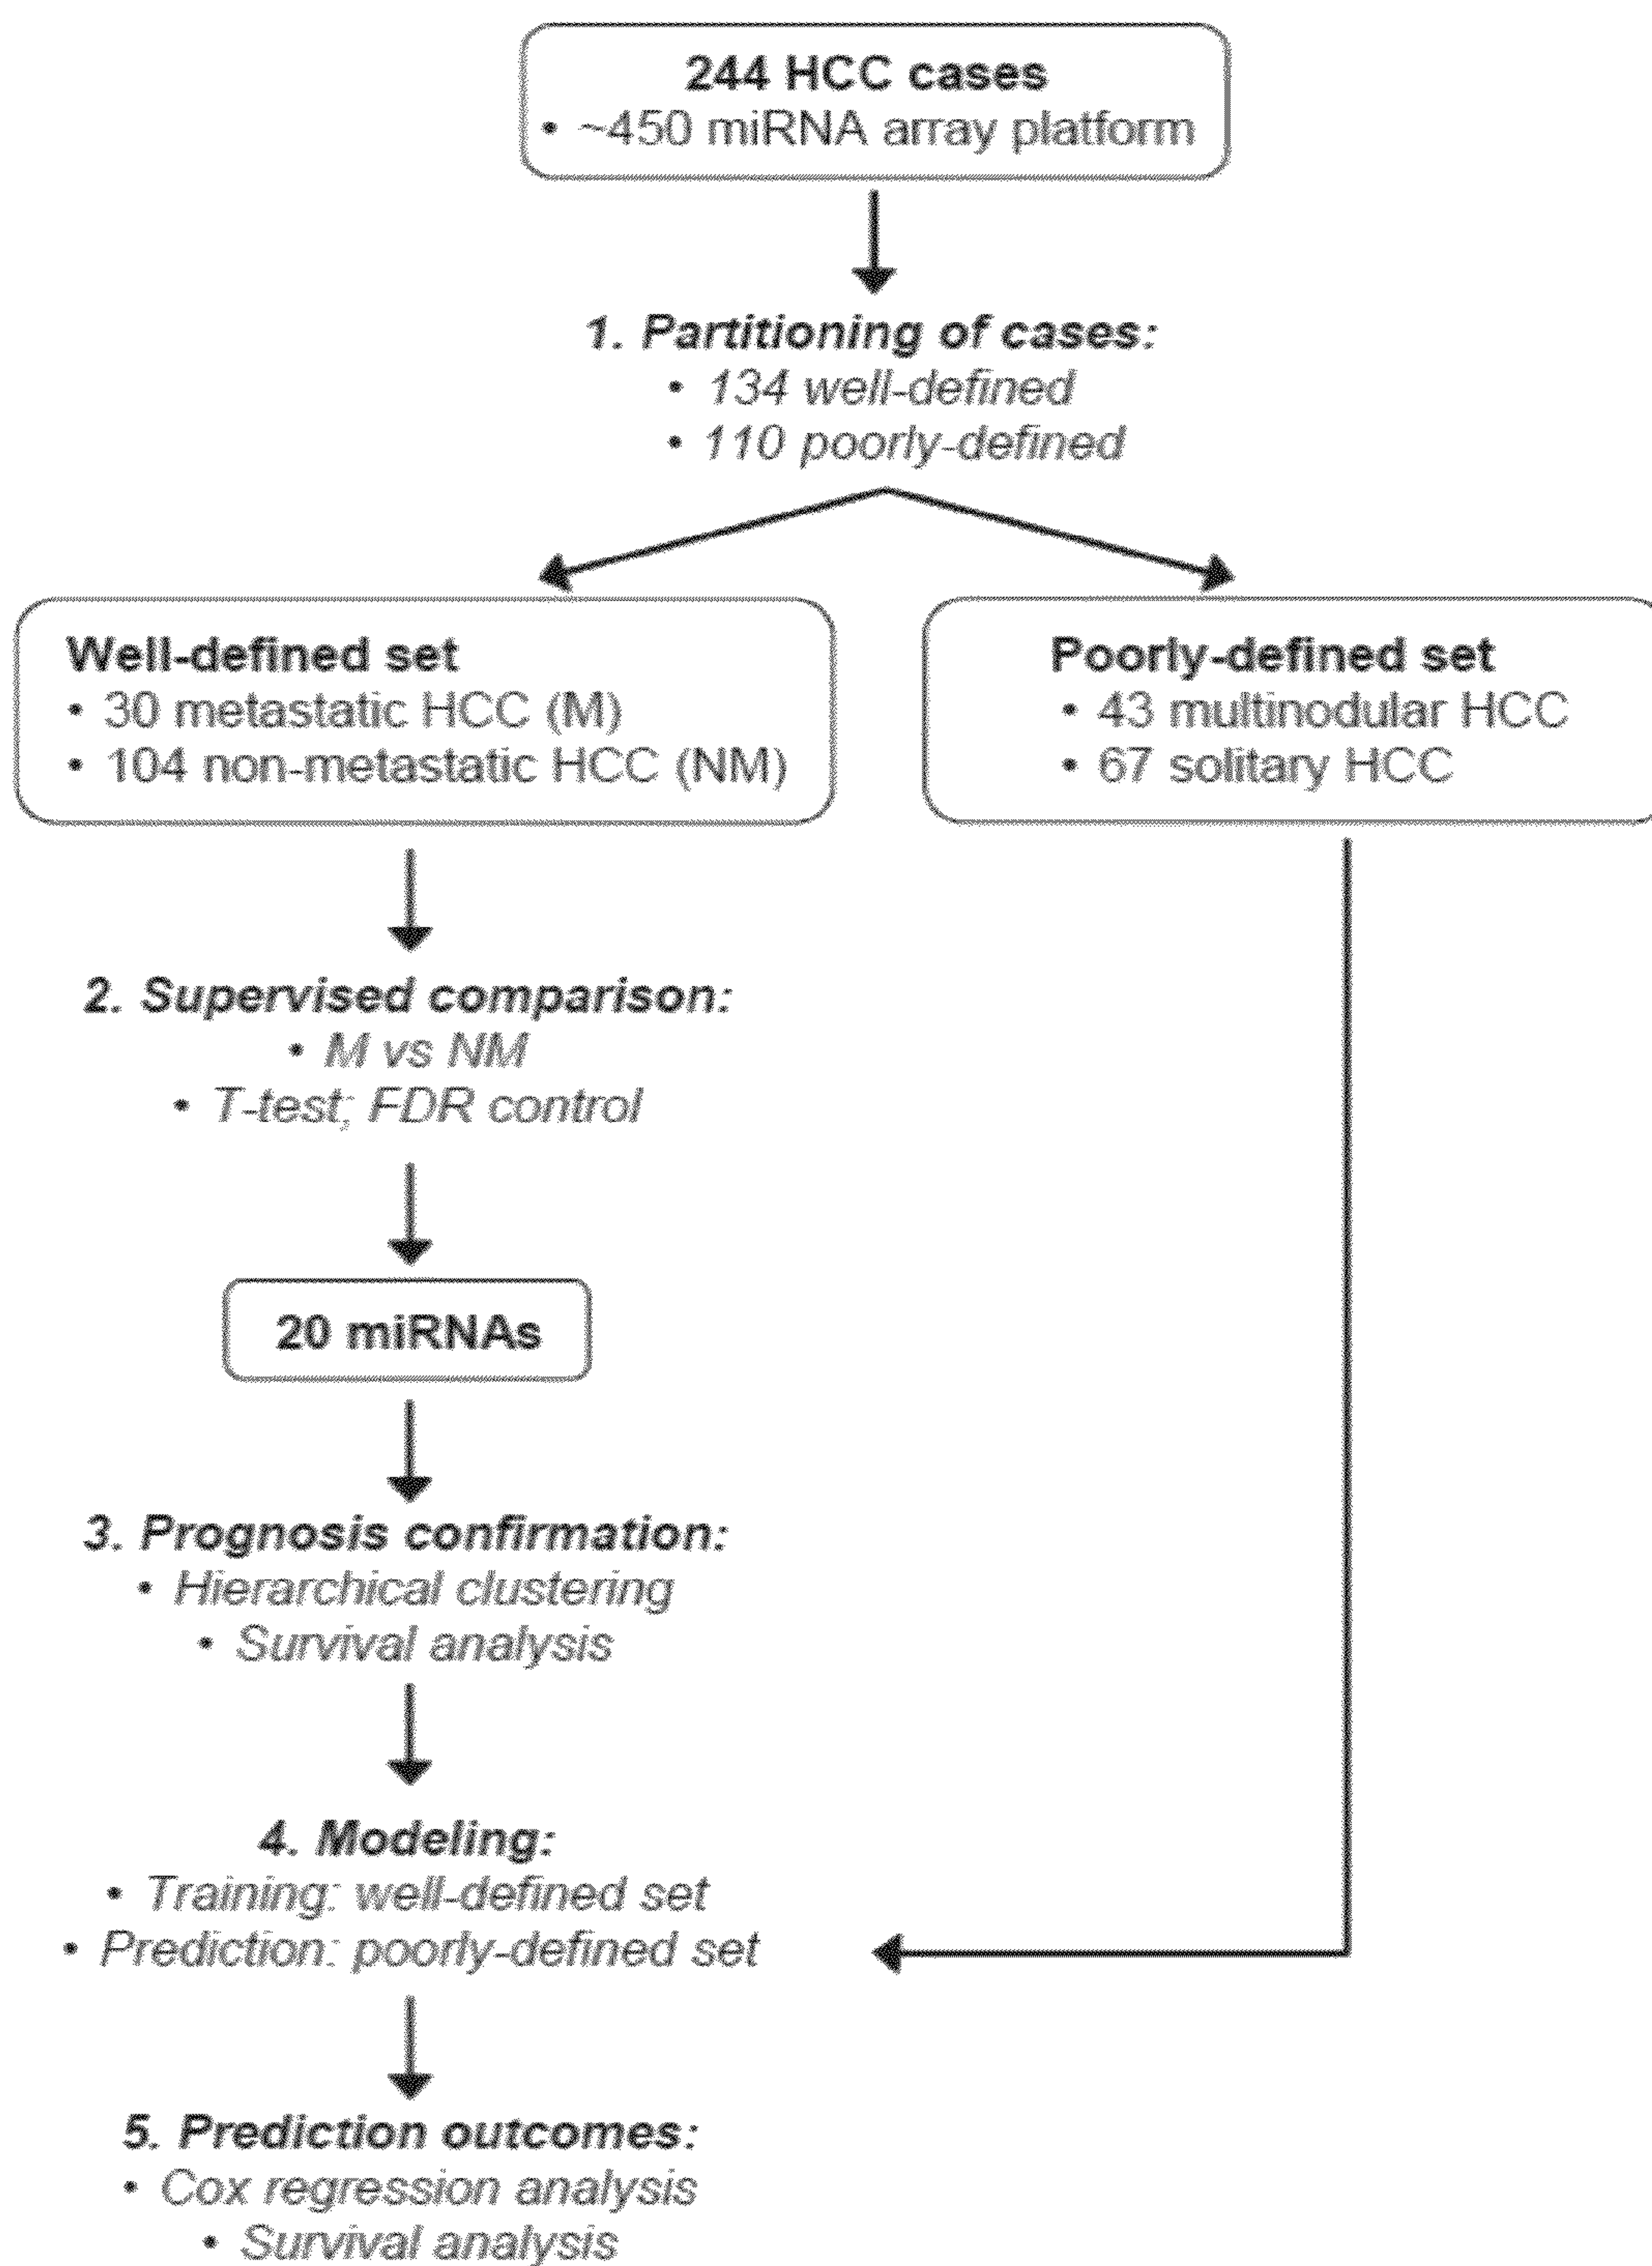 244 HCC cases
• ~450 miRNA array platform
1. Partitioning of cases:
• 134 well-defined
• 110 poorly-defined
Well-defined set
• 30 metastatic HCC (M)
• 104 non-metastatic HCC (NM)
Poorly-defined set
• 43 multinodular HCC
• 67 solitary HCC
2. Supervised comparison:
• M vs NM
• T-test; FDR control
20 miRNAs
3. Prognosis confirmation:
• Hierarchical clustering
• Survival analysis
4. Modeling:
• Training: well-defined set
• Prediction: poorly-defined set
5. Prediction outcomes:
• Cox regression analysis
• Survival analysis